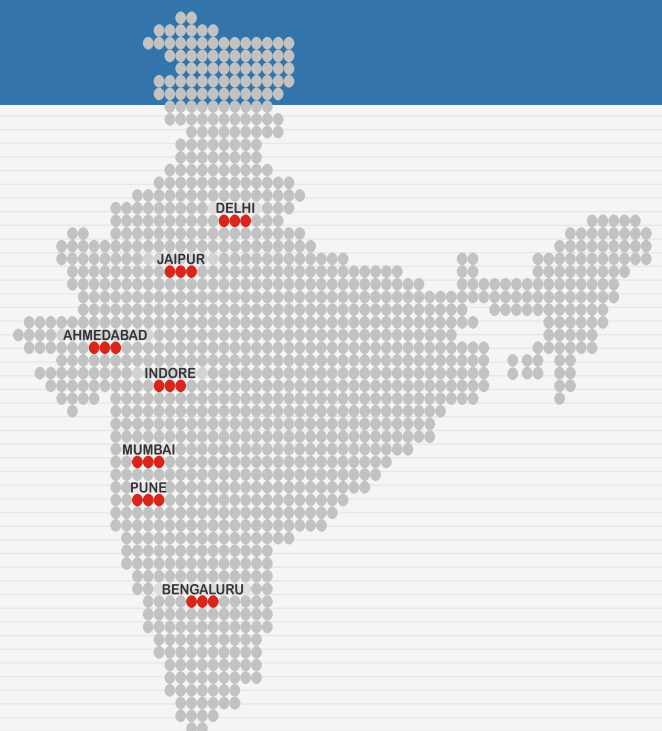 DELHI
JAIPUR
AHMEDABAD
INDORE
MUMBAI
PUNE
BENGALURU